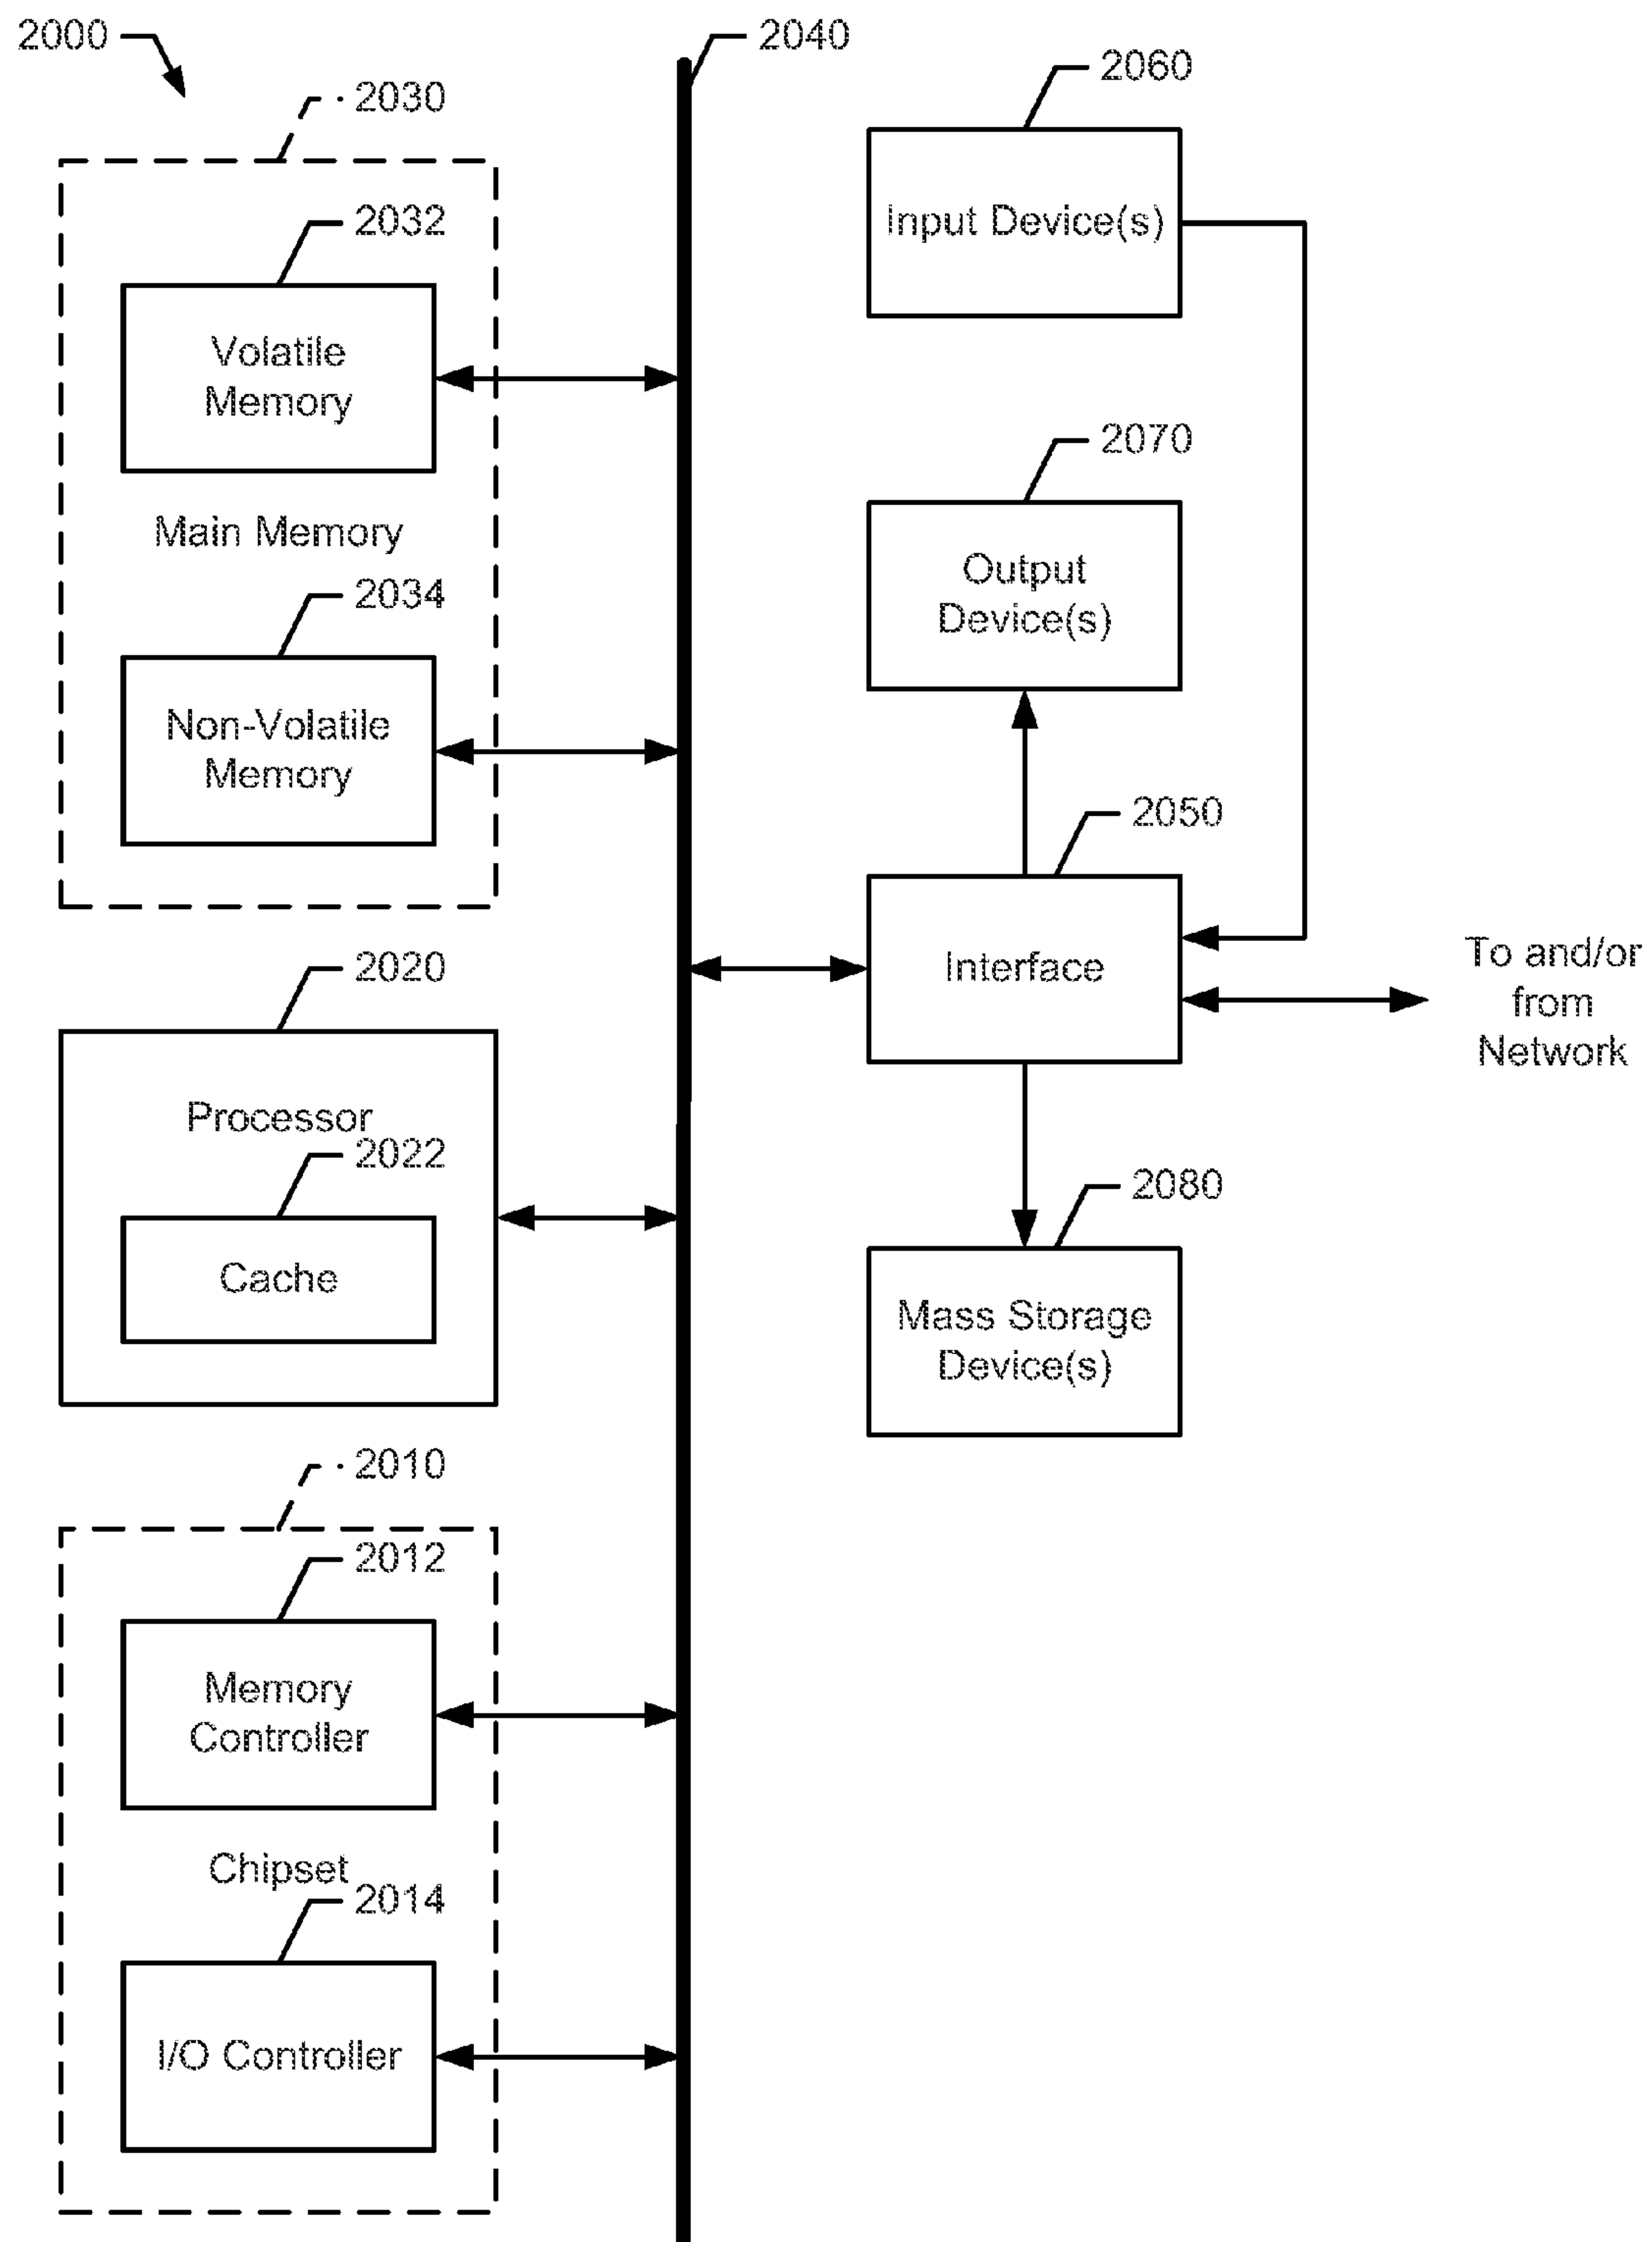 2000
2040
2060
2030
Input Device(s)
2032
Volatile
Memory
2070
Main Memory
Output
Device(s)
2034
Non-Volatile
Memory
2050
Interface
To and/or
from
Network
2020
Processor
2022
Cache
2080
Mass Storage
Device(s)
2010
2012
Memory
Controller
Chipset
2014
I/O Controller